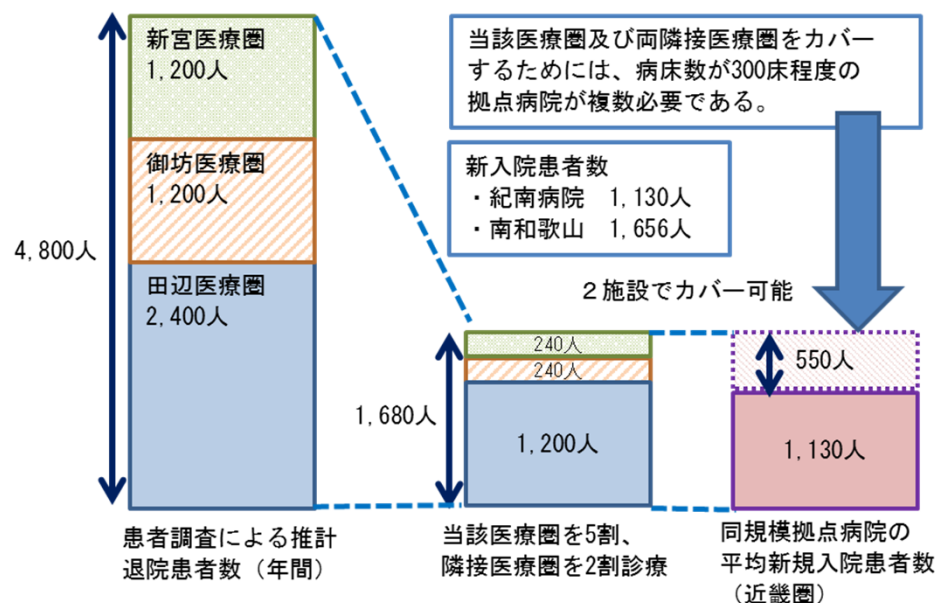 新宮医療圏
1,200人
御坊医療圏
1,200人
4,800人
田辺医療圏
2,400人
患者調査による推計
退院患者数（年間）
当該医療圏及び両隣接医療圏をカバー
するためには、病床数が300床程度の
拠点病院が複数必要である。
新入院患者数
・紀南病院　1,130人
・南和歌山　1,656人
２施設でカバー可能
240人
240人
1,680人
1,200人
当該医療圏を5割、
隣接医療圏を2割診療
550人
1,130人
同規模拠点病院の
平均新規入院患者数
（近畿圏）